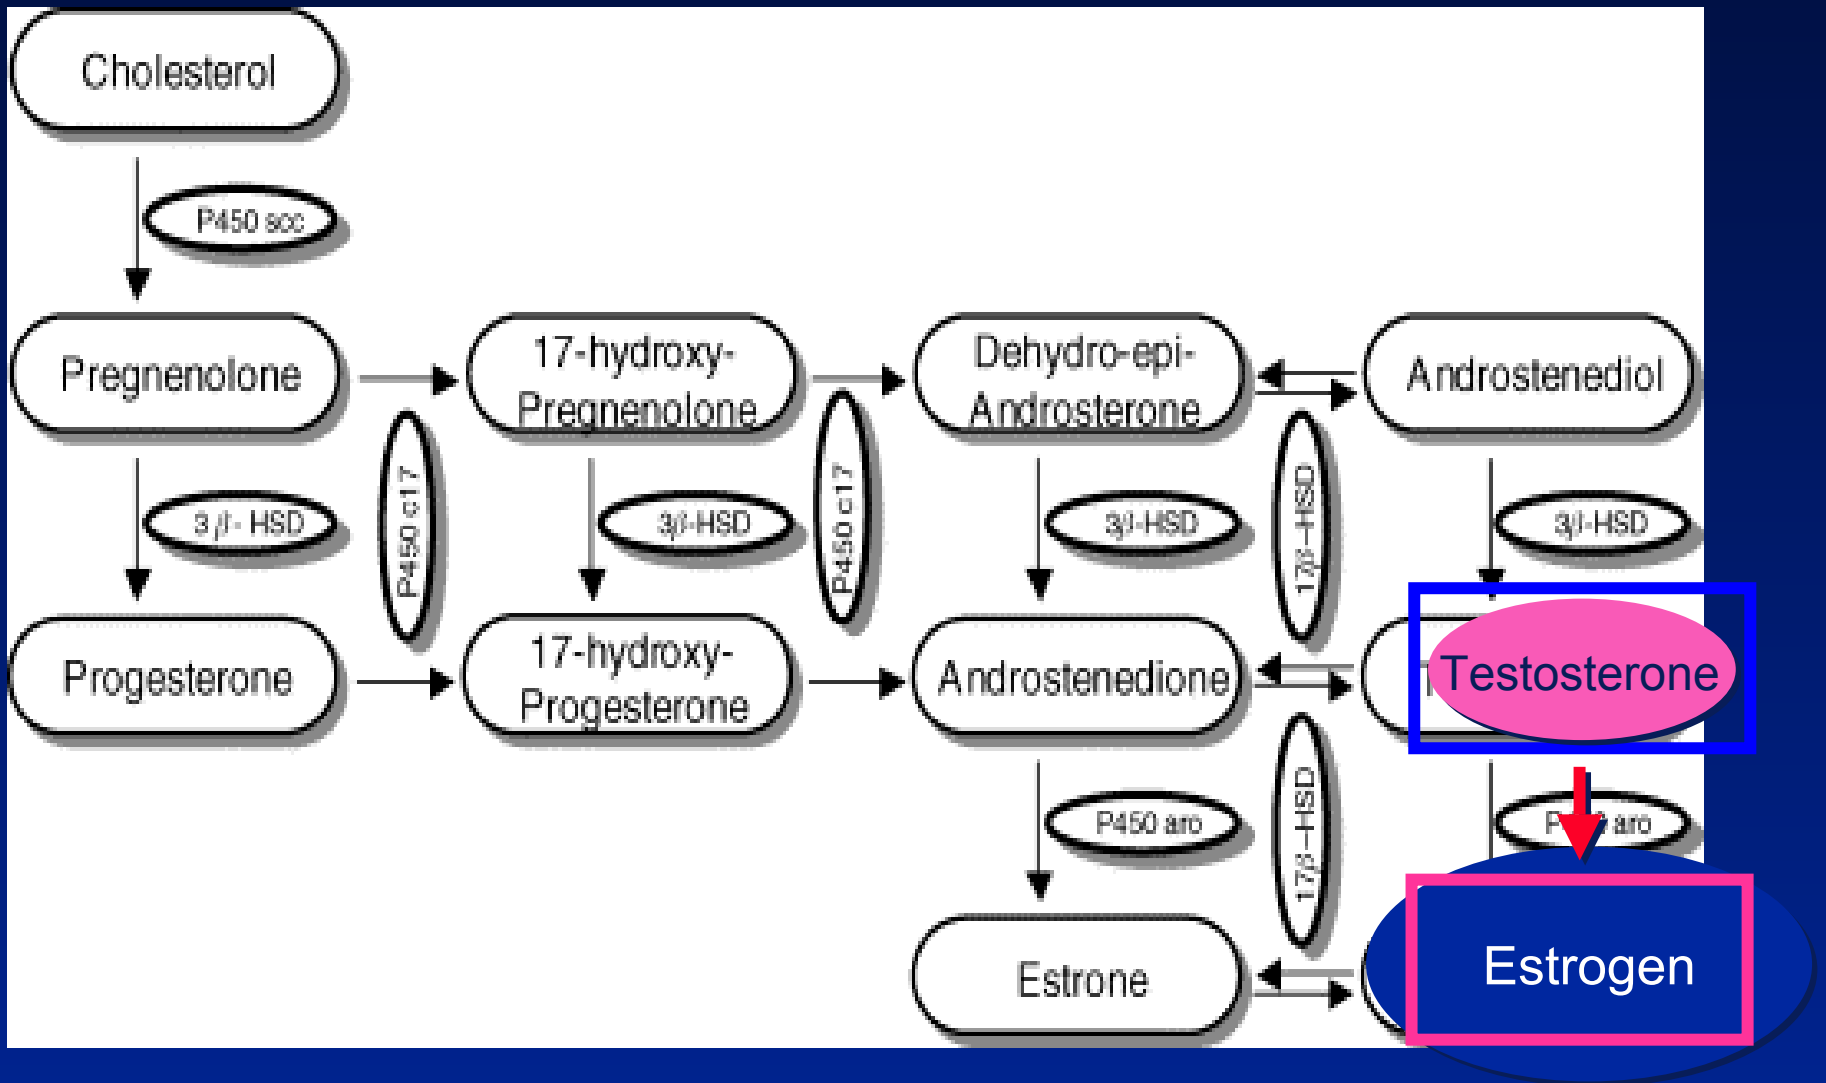 Cholesterol
P450 scc
Pregnenolone
17-hydroxy-
Pregnenolone
Dehydro-epi-
Androsterone
Androstenediol
3β-HSD
P450 c17
3β-HSD
P450 c17
3β-HSD
17β-HSD
3β-HSD
Progesterone
17-hydroxy-
Progesterone
Androstenedione
Testosterone
P450 aro
17β-HSD
aro
Estrone
Estrogen